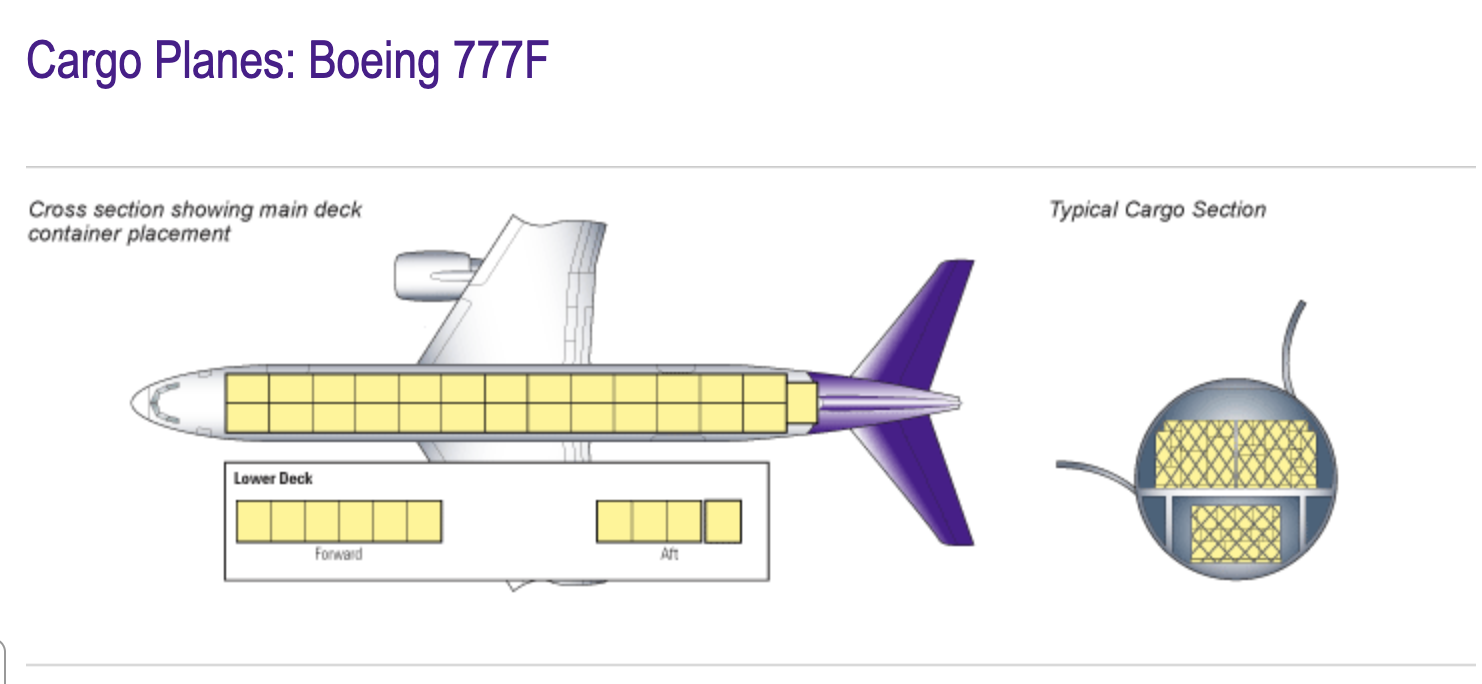 Cargo Planes: Boeing 777F
Cross section showing main deck
container placement
Typical Cargo Section
Lower Deck
Forward
Aft